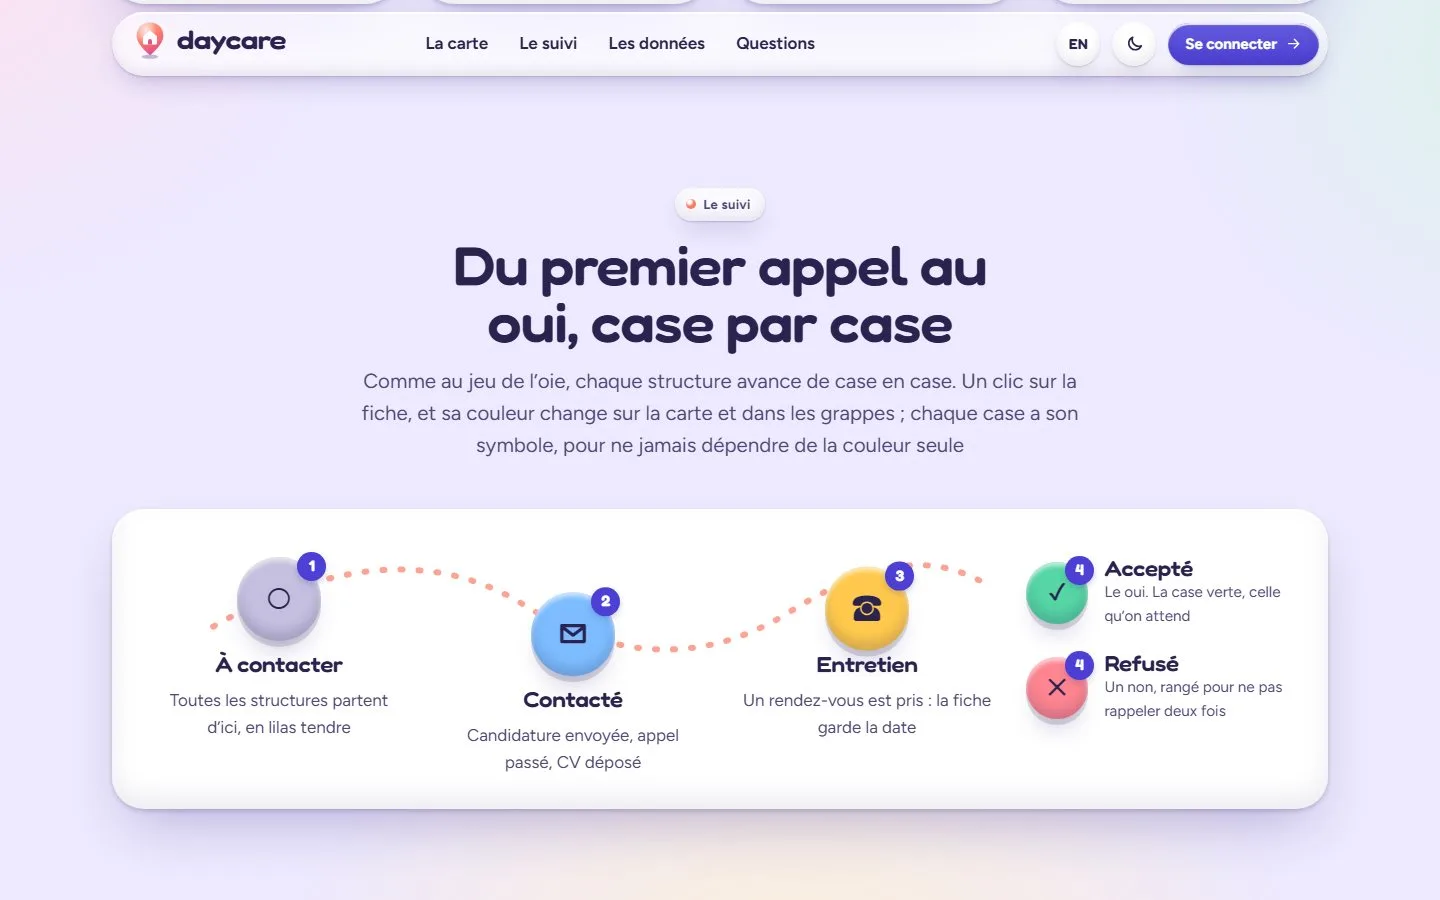 daycare
La carte
Le suivi
Les données
Questions
EN
Se connecter →
Le suivi
Du premier appel au
oui, case par case
Comme au jeu de l’oie, chaque structure avance de case en case. Un clic sur la
fiche, et sa couleur change sur la carte et dans les grappes ; chaque case a son
symbole, pour ne jamais dépendre de la couleur seule
1
À contacter
Toutes les structures partent
d’ici, en lilas tendre
2
Contacté
Candidature envoyée, appel
passé, CV déposé
3
Entretien
Un rendez-vous est pris : la fiche
garde la date
4
Accepté
Le oui. La case verte, celle
qu’on attend
4
Refusé
Un non, rangé pour ne pas
rappeler deux fois